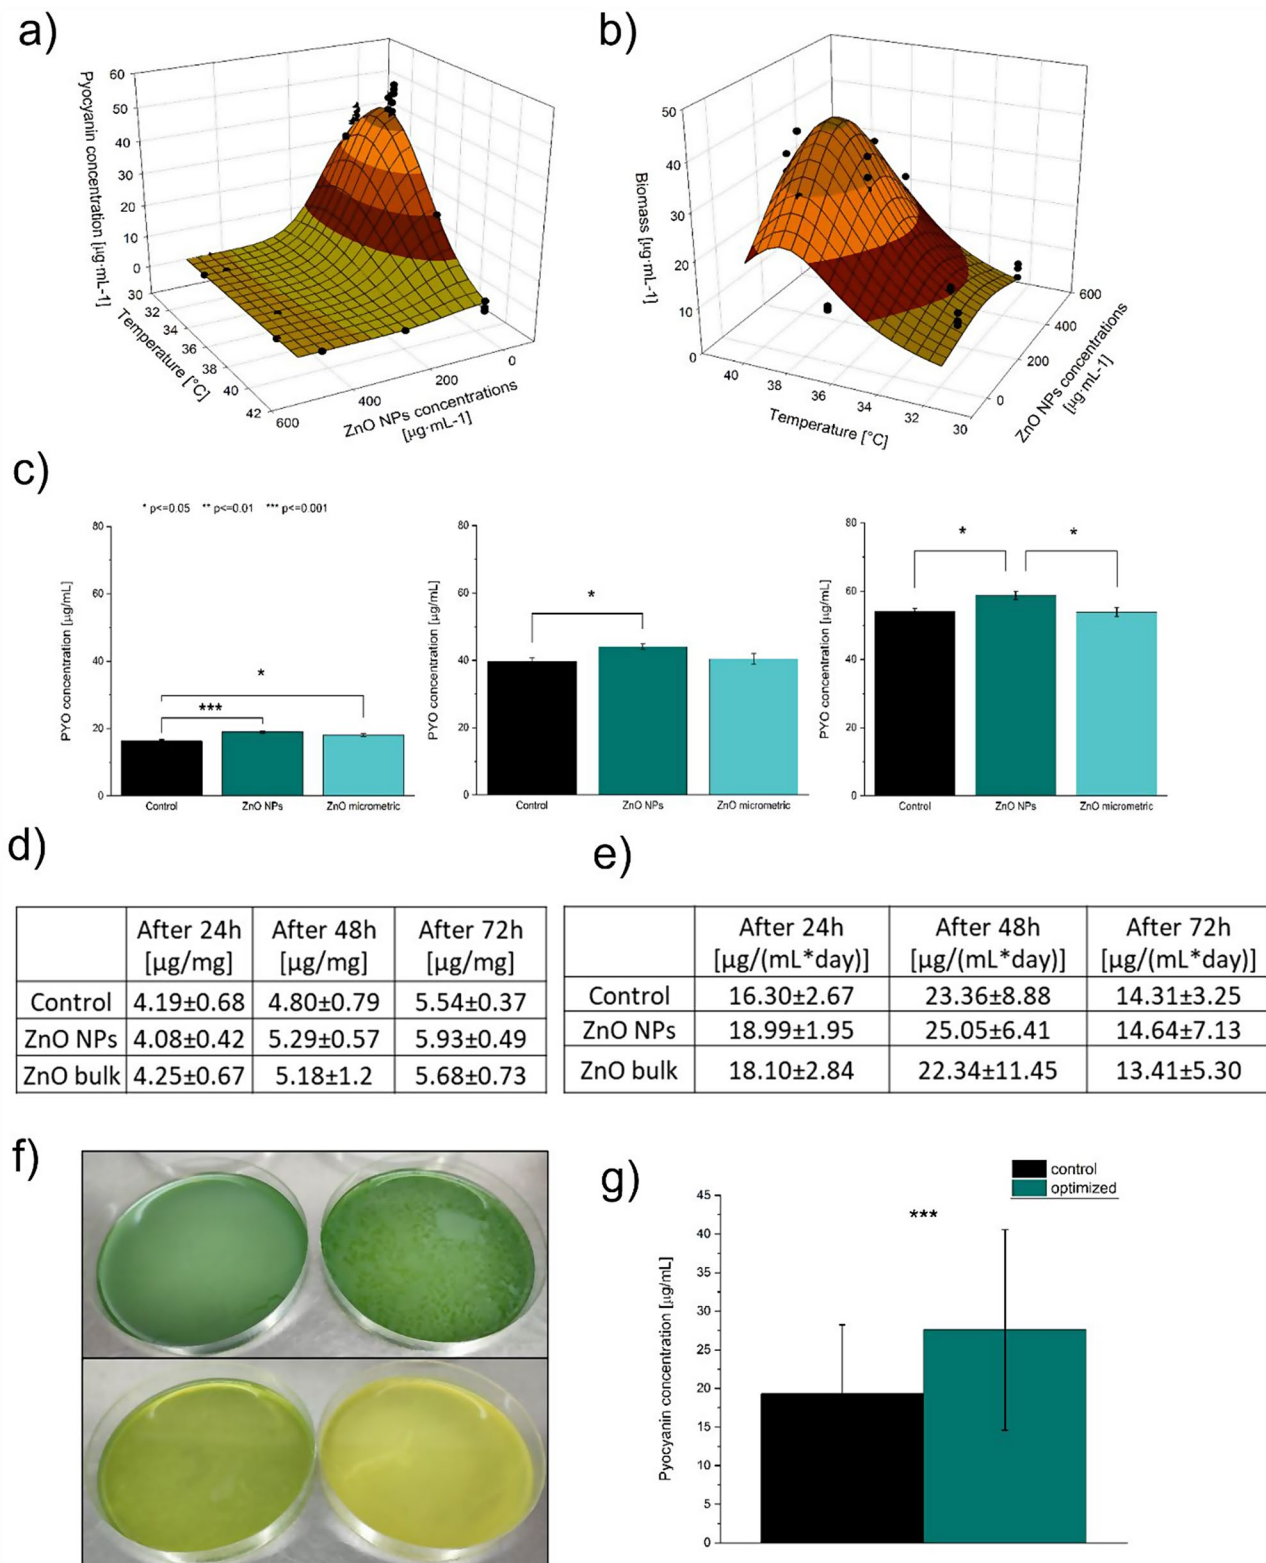 a)
Pyocyanin concentration [µg·mL-1]
60
50
40
30
20
10
0
30
32
34
36
38
40
42
Temperature [°C]
600
400
200
0
ZnO NPs concentrations
[µg·mL-1]
b)
Biomass [µg·mL-1]
50
40
30
20
10
0
40
38
36
34
32
30
Temperature [°C]
0
200
400
600
ZnO NPs concentrations
[µg·mL-1]
c)
* p<=0.05 ** p<=0.01 *** p<=0.001
PYO concentration [µg/mL]
80
60
40
20
0
*
***
Control ZnO NPs ZnO micrometric
PYO concentration [µg/mL]
80
60
40
20
0
*
Control ZnO NPs ZnO micrometric
PYO concentration [µg/mL]
80
60
40
20
0
* *
Control ZnO NPs ZnO micrometric
d)
After 24h [µg/mg] After 48h [µg/mg] After 72h [µg/mg]
Control 4.19±0.68 4.80±0.79 5.54±0.37
ZnO NPs 4.08±0.42 5.29±0.57 5.93±0.49
ZnO bulk 4.25±0.67 5.18±1.2 5.68±0.73
e)
After 24h [µg/(mL*day)] After 48h [µg/(mL*day)] After 72h [µg/(mL*day)]
Control 16.30±2.67 23.36±8.88 14.31±3.25
ZnO NPs 18.99±1.95 25.05±6.41 14.64±7.13
ZnO bulk 18.10±2.84 22.34±11.45 13.41±5.30
f)
g)
control
optimized
Pyocyanin concentration [µg/mL]
45
40
35
30
25
20
15
10
5
0
***